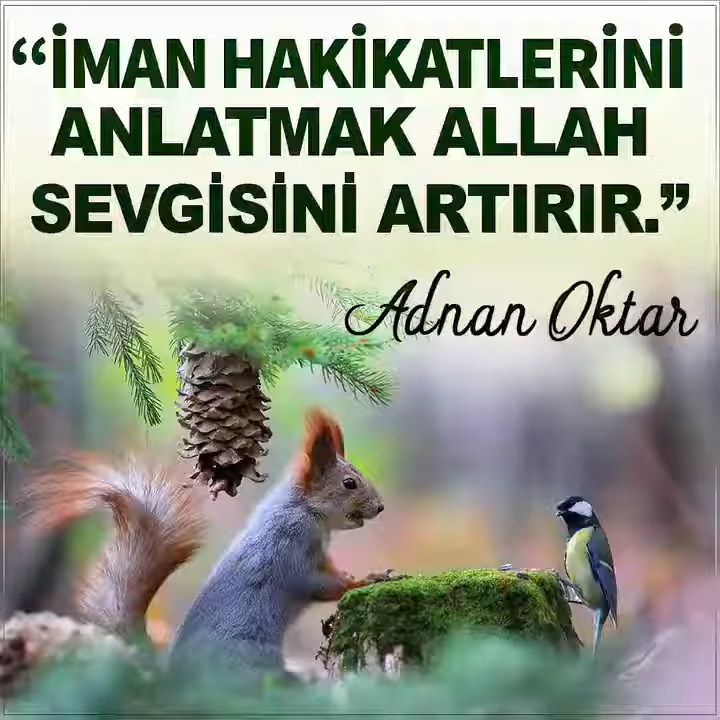 “İMAN HAKİKATLERİNİ
ANLATMAK ALLAH
SEVGİSİNİ ARTIRIR.”
Adnan Oktar